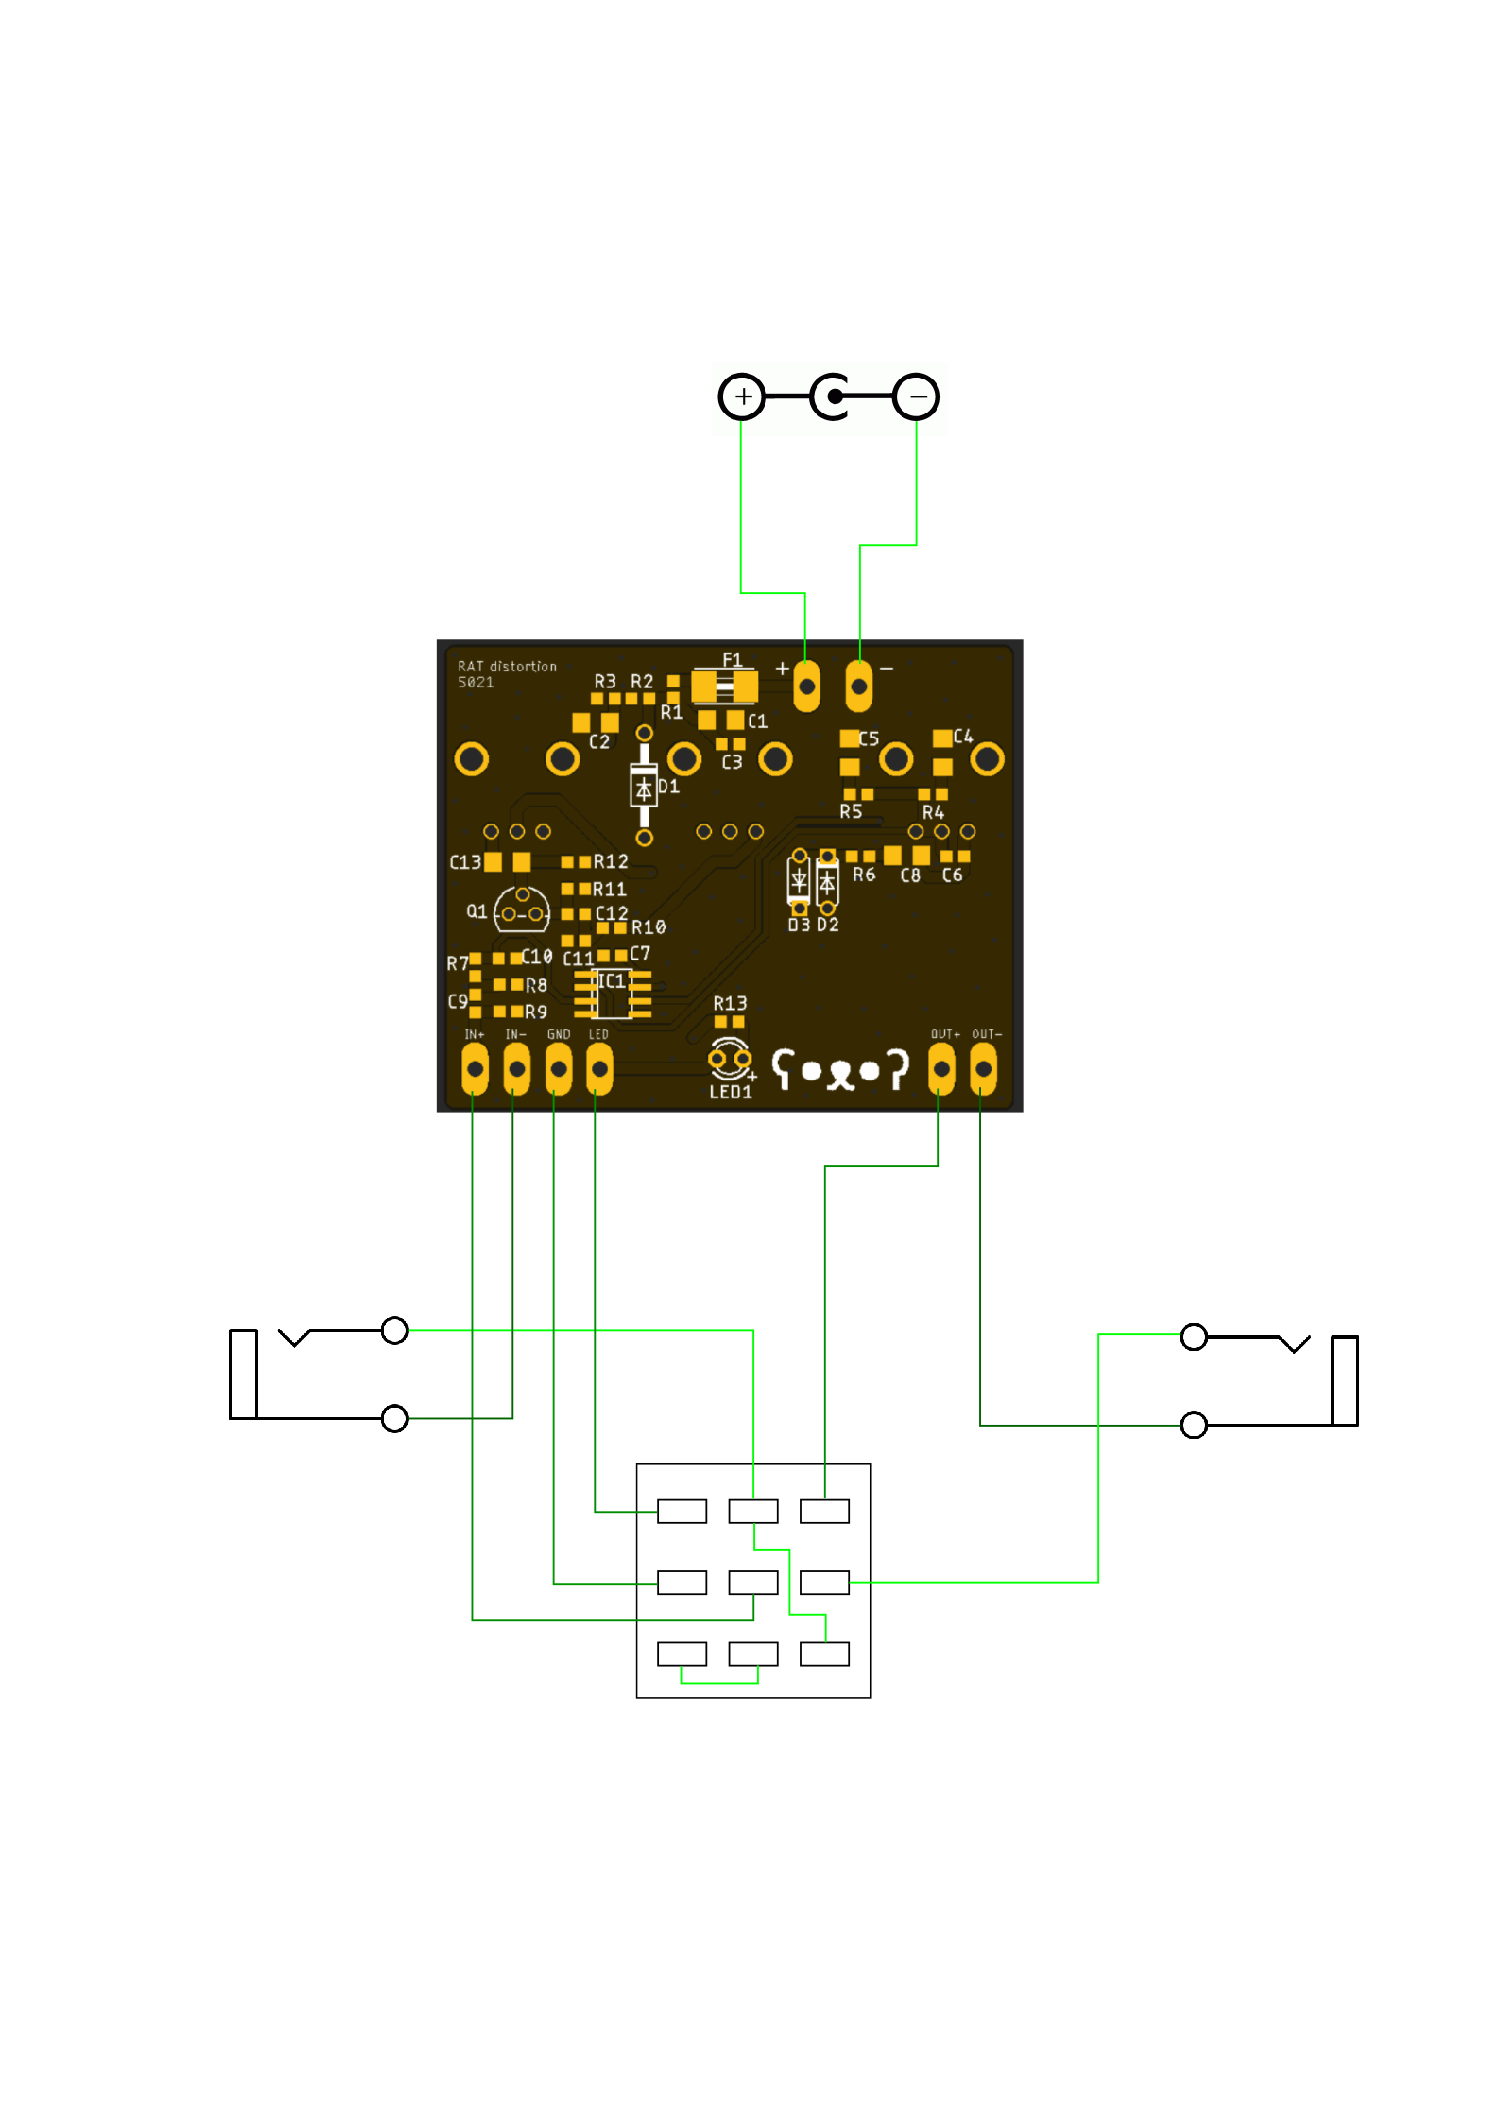 + −
RAT distortion
5021
F1
+ −
R3 R2
R1
C1
C2
C3
C5
C4
D1
R5
R4
C13
R12
R6
C8
C6
R11
Q1
C12
R10
D3 D2
C10
C11
C7
R7
IC1
R8
C9
R9
R13
IN+ IN- GND LED
OUT+ OUT-
+
LED1